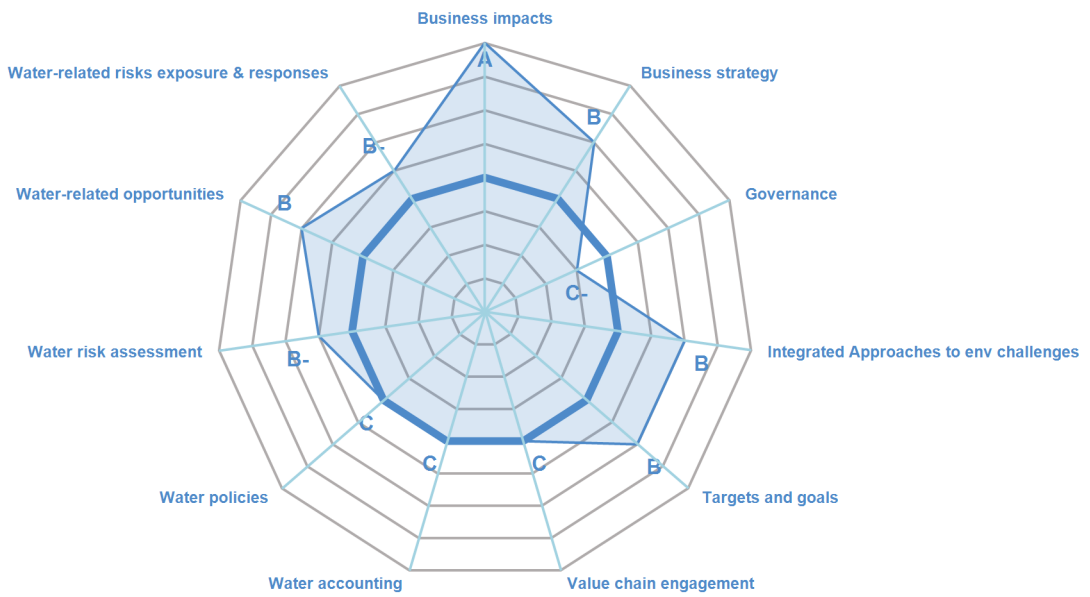 Business impacts
A
Water-related risks exposure & responses
Business strategy
B
B-
Water-related opportunities
B
Governance
C-
Water risk assessment
B-
Integrated Approaches to env challenges
B
C
C
C
B
Water policies
Targets and goals
Water accounting
Value chain engagement